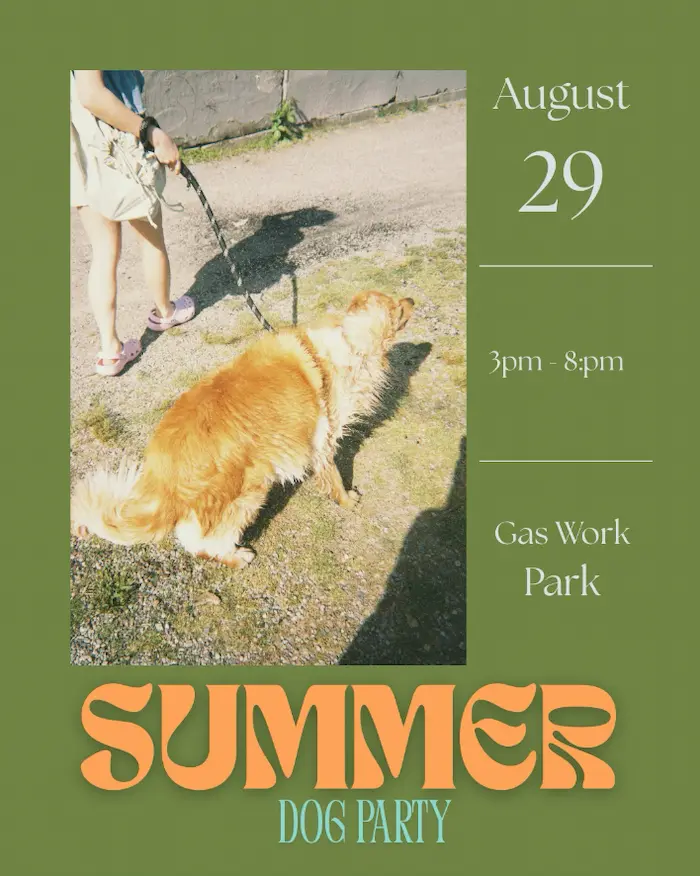 August
29
3pm - 8:pm
Gas Work
Park
SUMMER
DOG PARTY